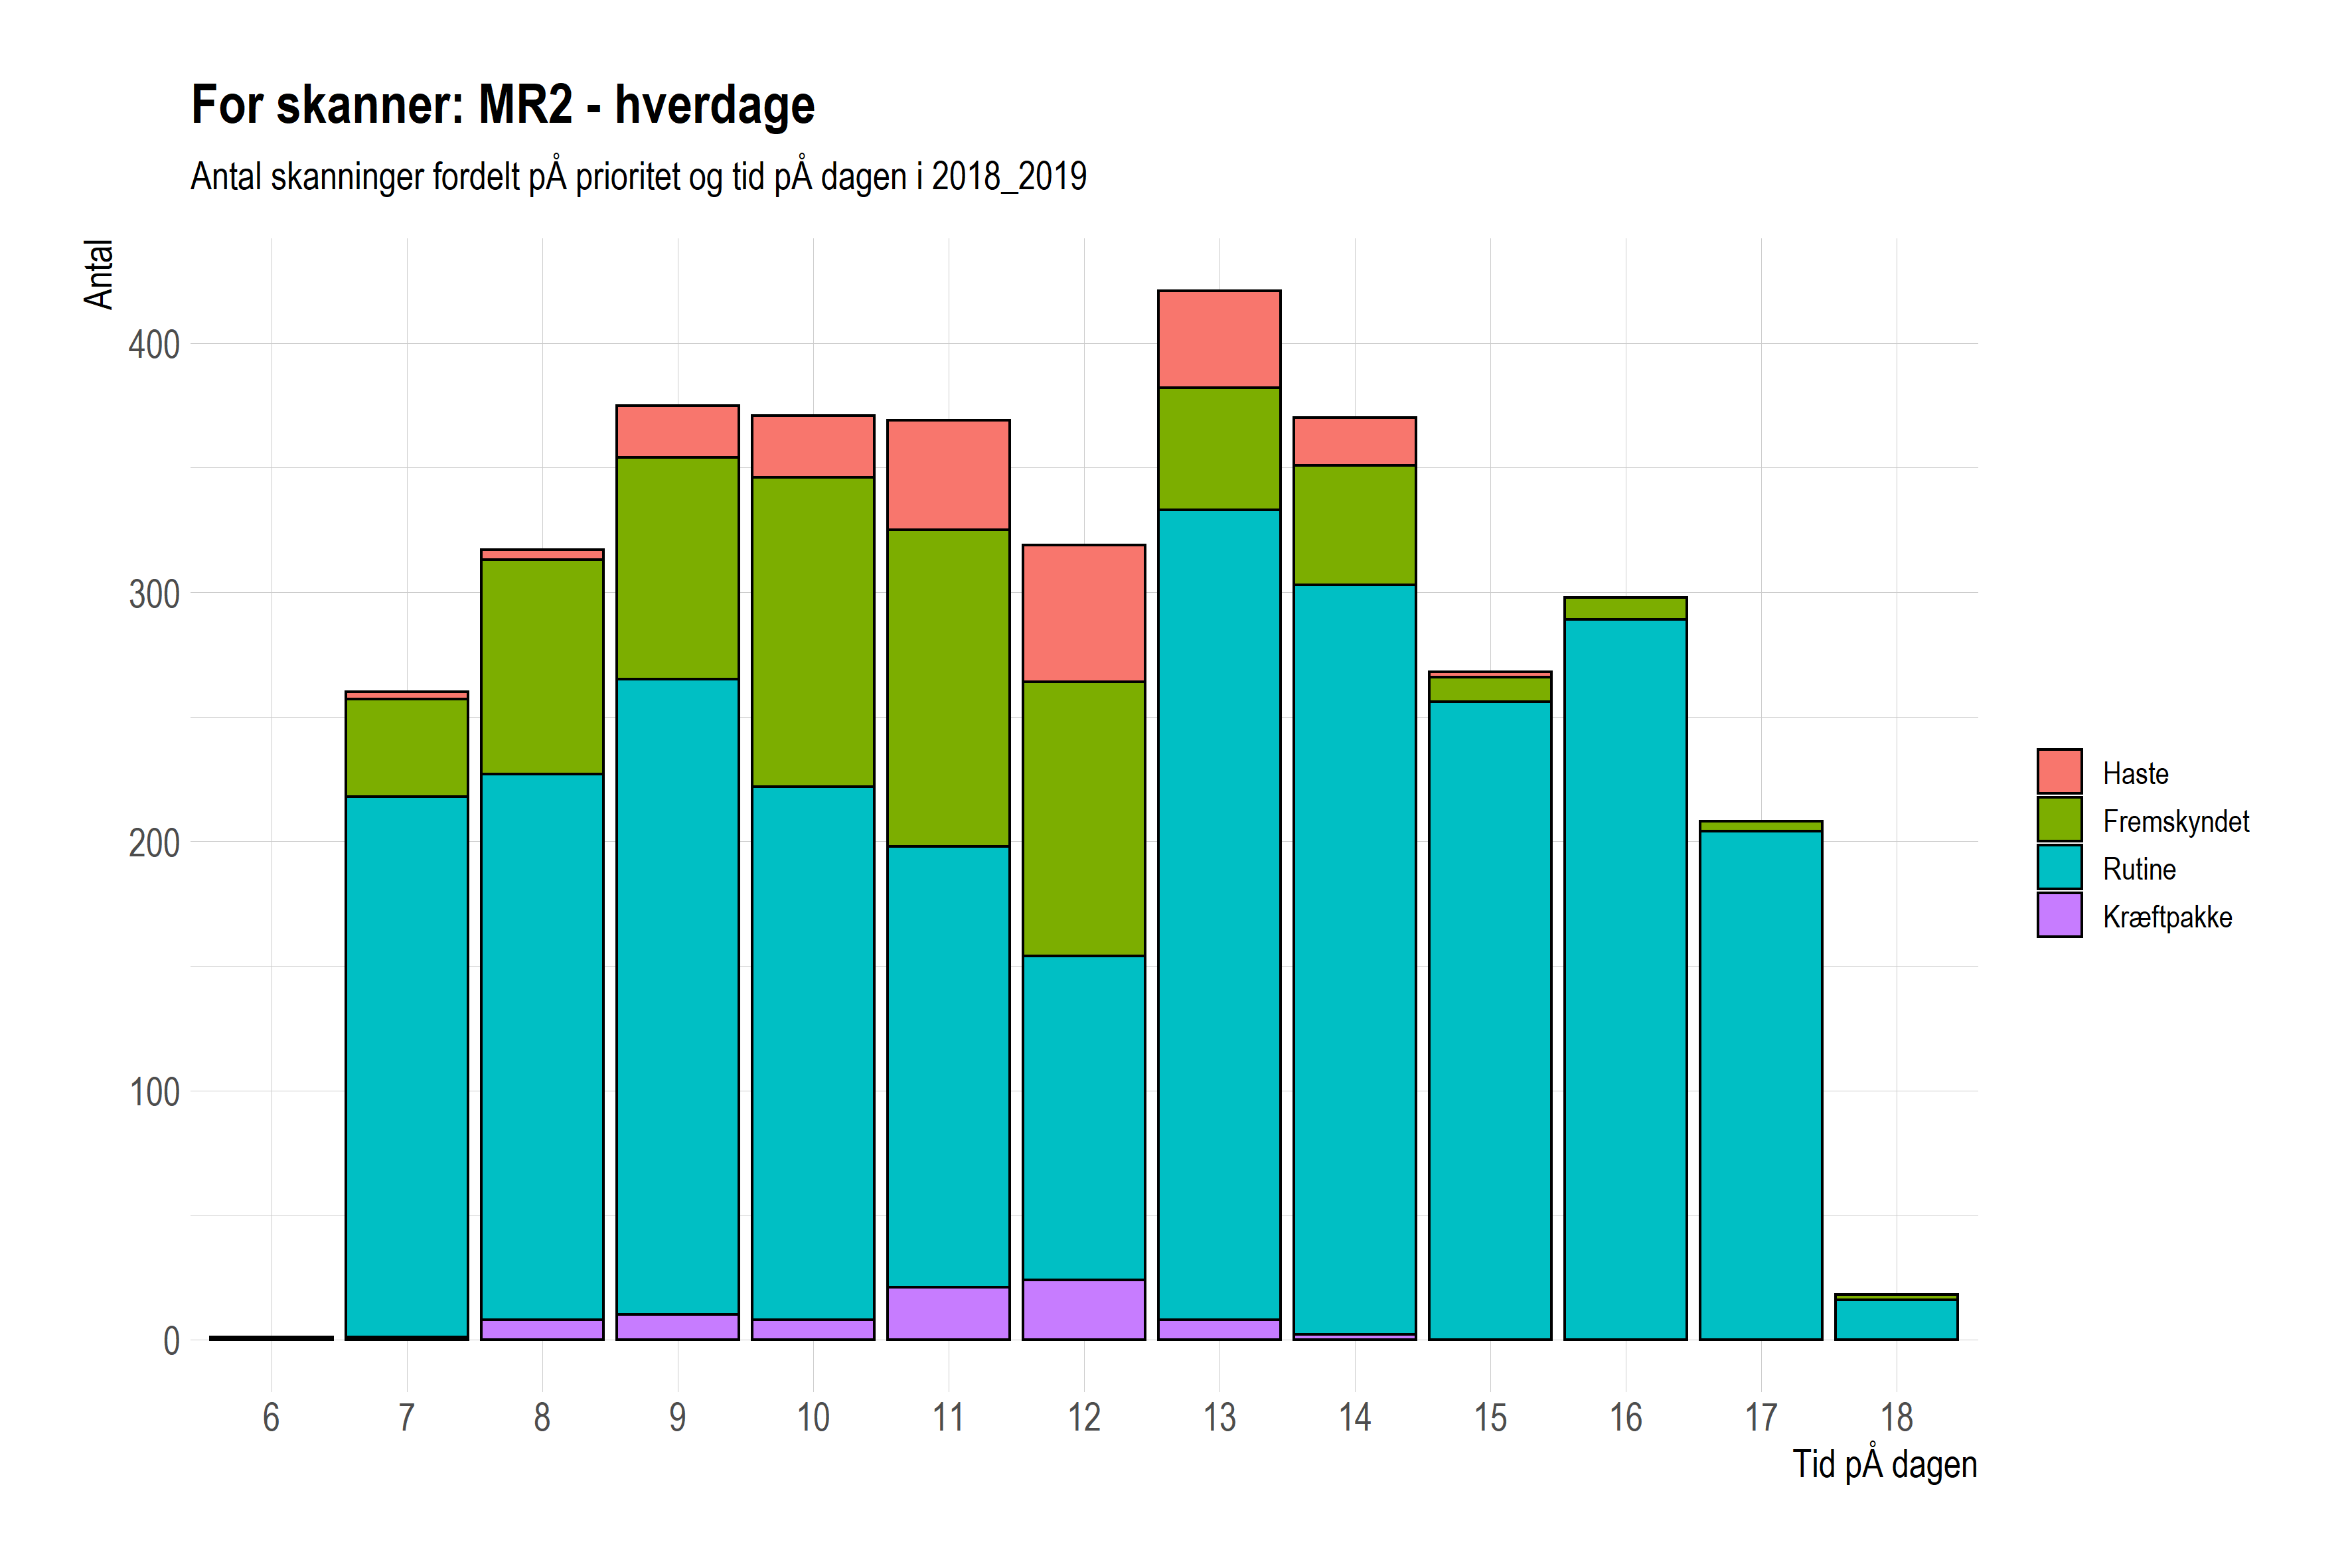 For skanner: MR2 - hverdage
Antal skanninger fordelt pÅ prioritet og tid pÅ dagen i 2018_2019
Antal
400
300
200
100
0
6 7 8 9 10 11 12 13 14 15 16 17 18
Tid pÅ dagen
Haste
Fremskyndet
Rutine
Kræftpakke